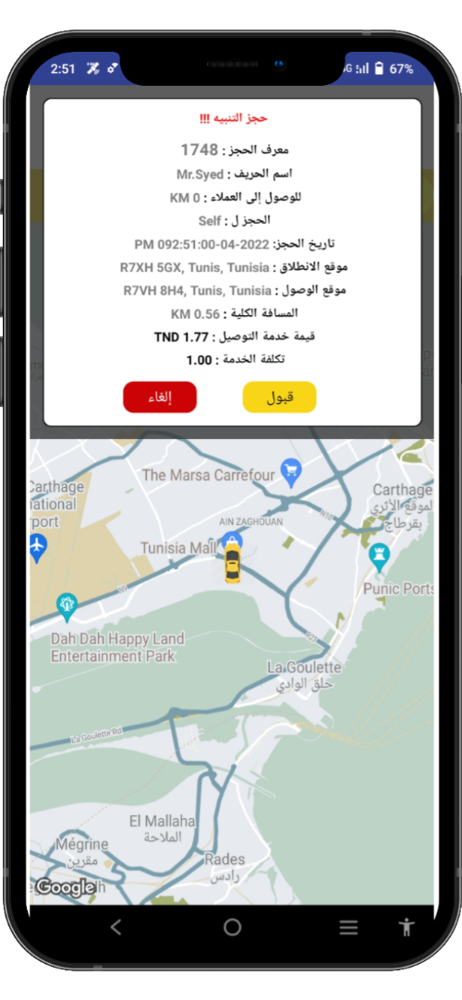 2:51
:ıl 67%
حجز التنبيه !!!
معرف الحجز : 1748
اسم الحريف : Mr.Syed
للوصول إلى العملاء : KM 0
الحجز ل : Self
تاريخ الحجز: PM 092:51:00-04-2022
موقع الانطلاق : R7XH 5GX, Tunis, Tunisia
موقع الوصول : R7VH 8H4, Tunis, Tunisia
المسافة الكلية : KM 0.56
قيمة خدمة التوصيل : TND 1.77
تكلفة الخدمة : 1.00
قبول
إلغاء
The Marsa Carrefour
Carthage
national
port
Carthage
الموقع الأثري
بقرطاج
AIN ZAGHOUAN
N10
Tunisia Mall
Punic Ports
N9
Dah Dah Happy Land
Entertainment Park
La Goulette
حلق الوادي
La Goulette Rd
El Mallaha
الملاحة
Mégrine
مقرين
Rades
رادس
Google